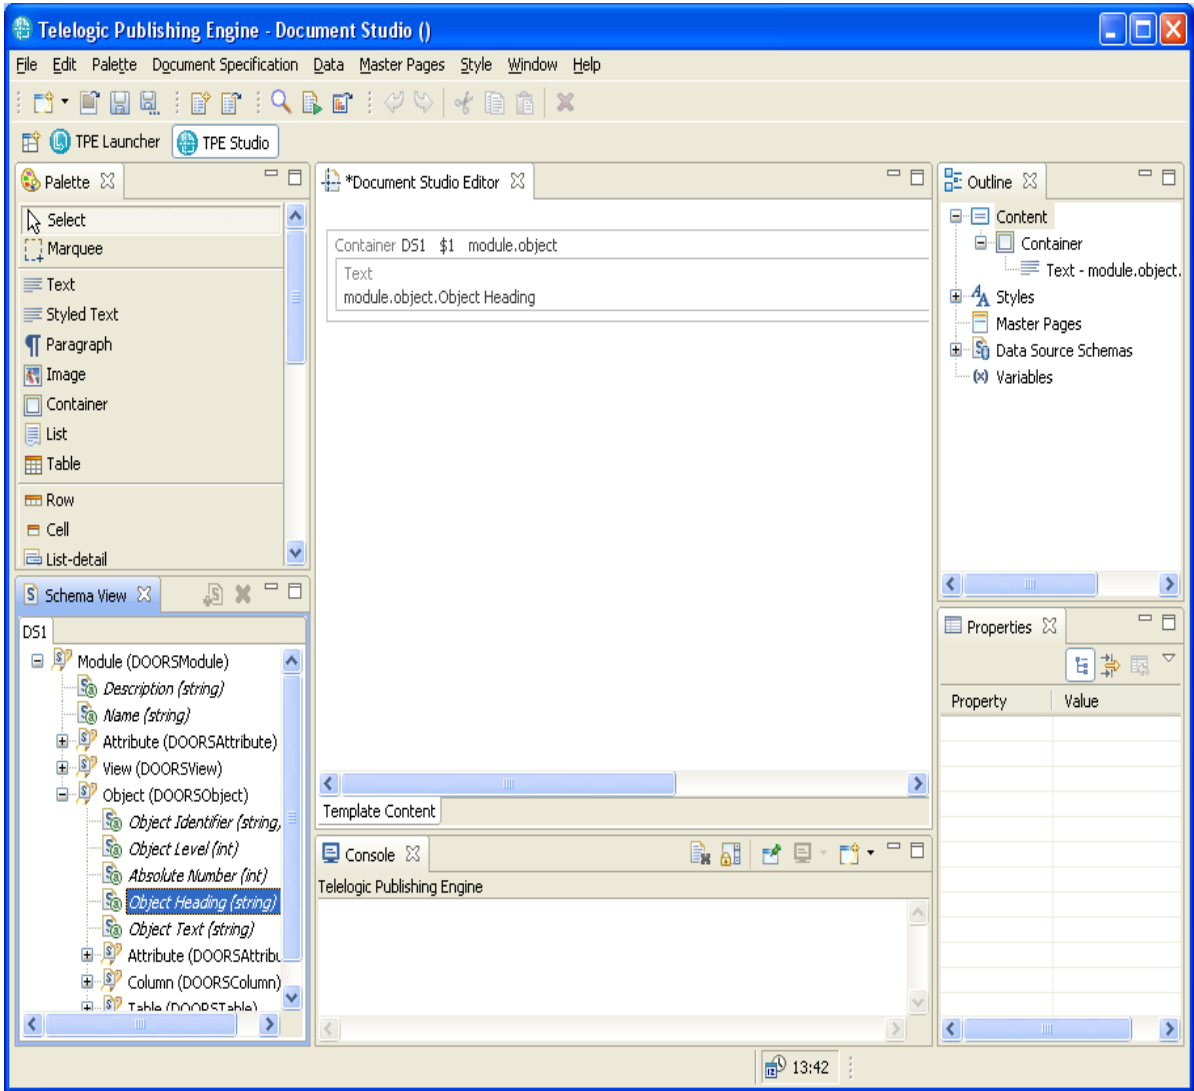 Telelogic Publishing Engine - Document Studio ()
File Edit Palette Document Specification Data Master Pages Style Window Help
TPE Launcher TPE Studio
Palette
Select
Marquee
Text
Styled Text
Paragraph
Image
Container
List
Table
Row
Cell
List-detail
Schema View
DS1
Module (DOORSModule)
Description (string)
Name (string)
Attribute (DOORSAttribute)
View (DOORSView)
Object (DOORSObject)
Object Identifier (string,
Object Level (int)
Absolute Number (int)
Object Heading (string)
Object Text (string)
Attribute (DOORSAttribu
Column (DOORSColumn)
Table (DOORSTable)
*Document Studio Editor
Container DS1 $1 module.object
Text
module.object.Object Heading
Template Content
Console
Telelogic Publishing Engine
Outline
Content
Container
Text - module.object.
Styles
Master Pages
Data Source Schemas
(x) Variables
Properties
Property Value
13:42